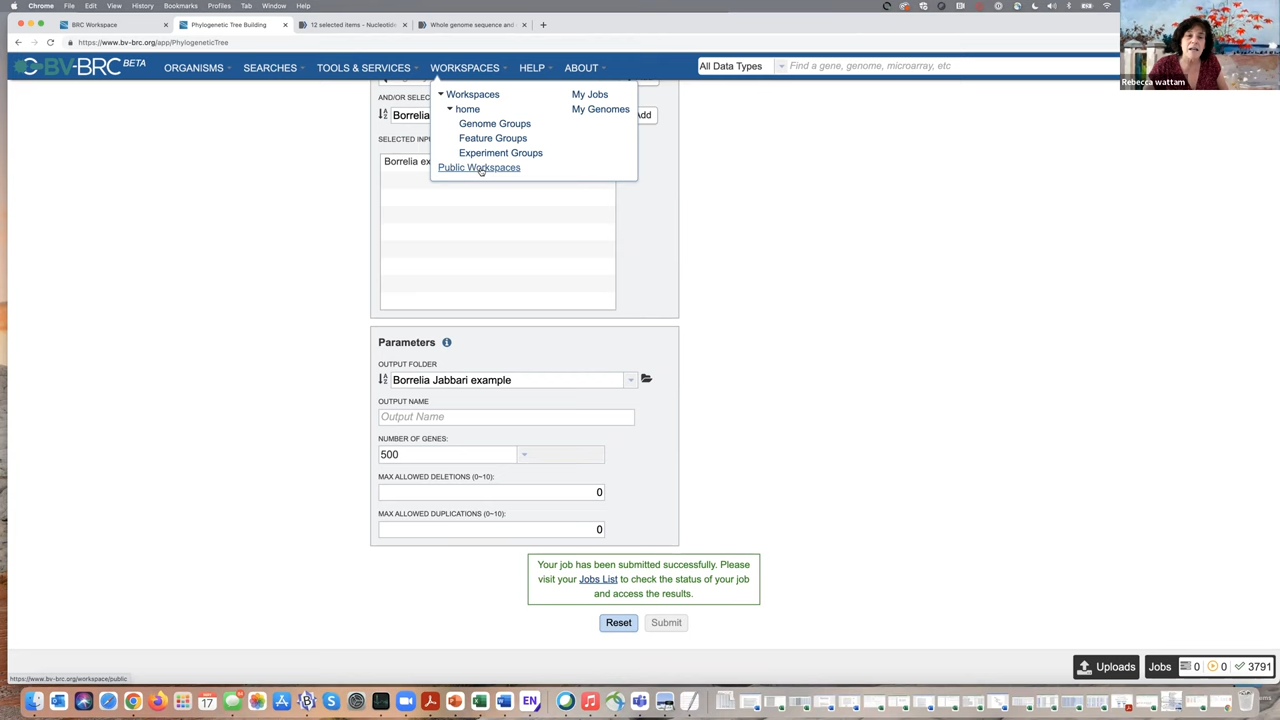 Chrome File Edit View History Bookmarks Profiles Tab Window Help
BRC Workspace Phylogenetic Tree Building 12 selected items - Nucleotide Whole genome sequence and
https://www.bv-brc.org/app/PhylogeneticTree
BV-BRC BETA ORGANISMS SEARCHES TOOLS & SERVICES WORKSPACES HELP ABOUT All Data Types Find a gene, genome, microarray, etc
Rebecca wattam
Workspaces My Jobs
home My Genomes
Genome Groups
Feature Groups
Experiment Groups
Public Workspaces
AND/OR SELEC
Borrelia Add
SELECTED INP
Borrelia ex
Parameters
OUTPUT FOLDER
Borrelia Jabbari example
OUTPUT NAME
Output Name
NUMBER OF GENES:
500
MAX ALLOWED DELETIONS (0~10):
0
MAX ALLOWED DUPLICATIONS (0~10):
0
Your job has been submitted successfully. Please
visit your Jobs List to check the status of your job
and access the results.
Reset Submit
Uploads Jobs 0 0 3791
https://www.bv-brc.org/workspace/public